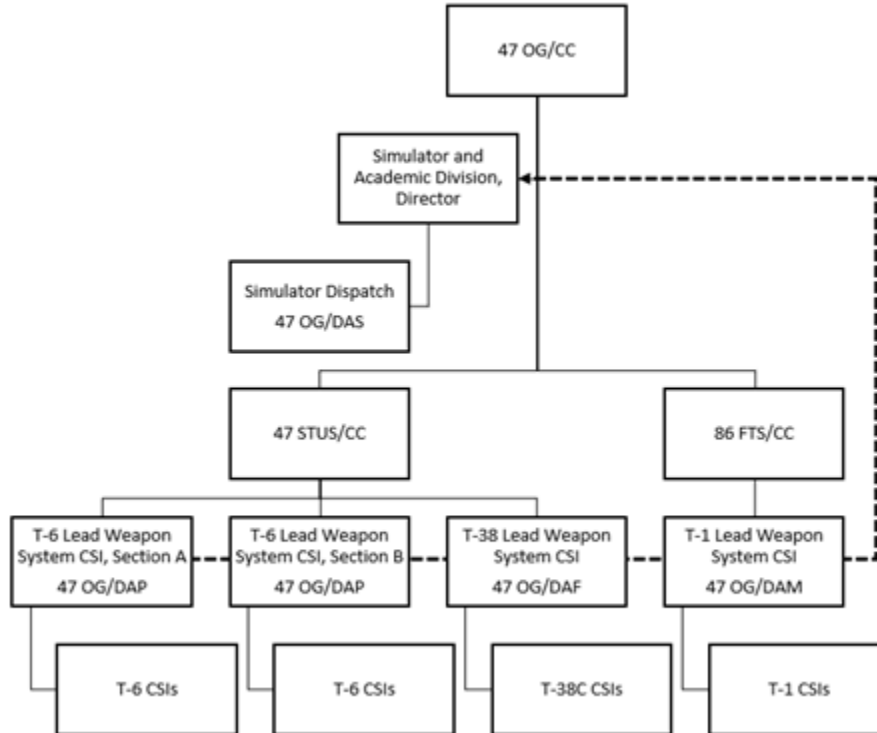 47 OG/CC
Simulator and
Academic Division,
Director
Simulator Dispatch
47 OG/DAS
47 STUS/CC
86 FTS/CC
T-6 Lead Weapon
System CSI, Section A
47 OG/DAP
T-6 Lead Weapon
System CSI, Section B
47 OG/DAP
T-38 Lead Weapon
System CSI
47 OG/DAF
T-1 Lead Weapon
System CSI
47 OG/DAM
T-6 CSIs
T-6 CSIs
T-38C CSIs
T-1 CSIs